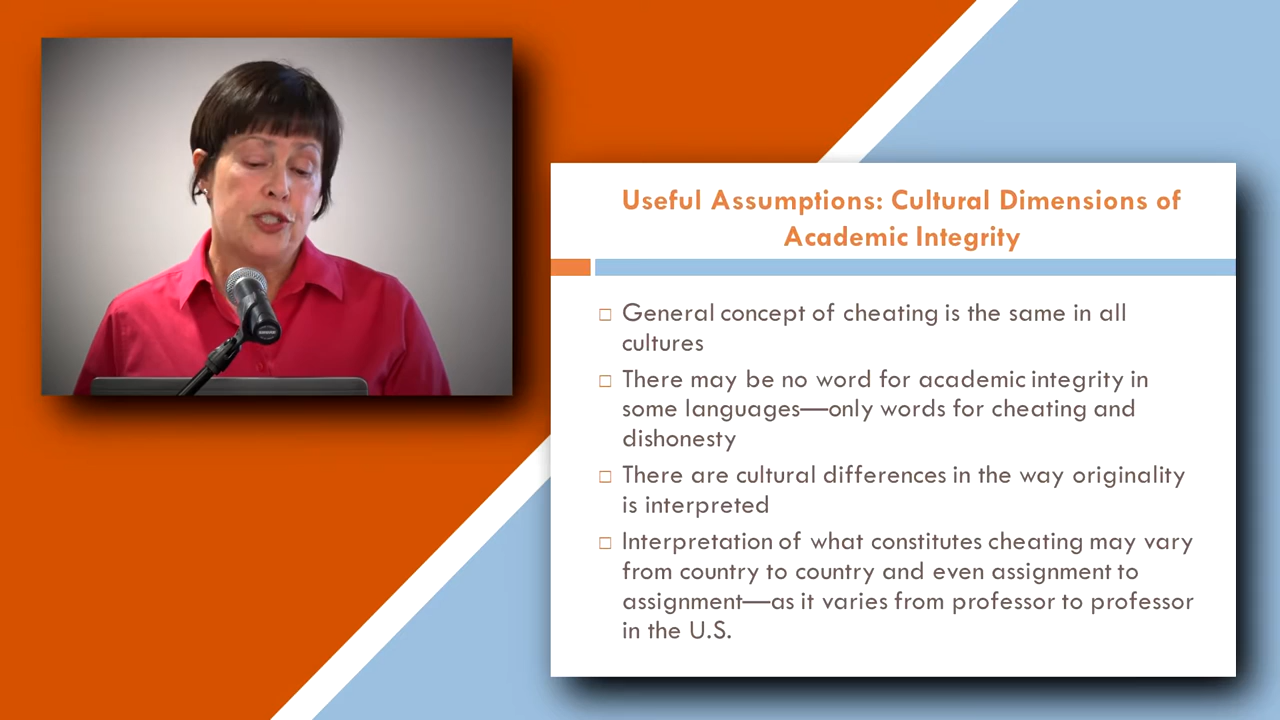 Useful Assumptions: Cultural Dimensions of
Academic Integrity
General concept of cheating is the same in all
cultures
There may be no word for academic integrity in
some languages—only words for cheating and
dishonesty
There are cultural differences in the way originality
is interpreted
Interpretation of what constitutes cheating may vary
from country to country and even assignment to
assignment—as it varies from professor to professor
in the U.S.